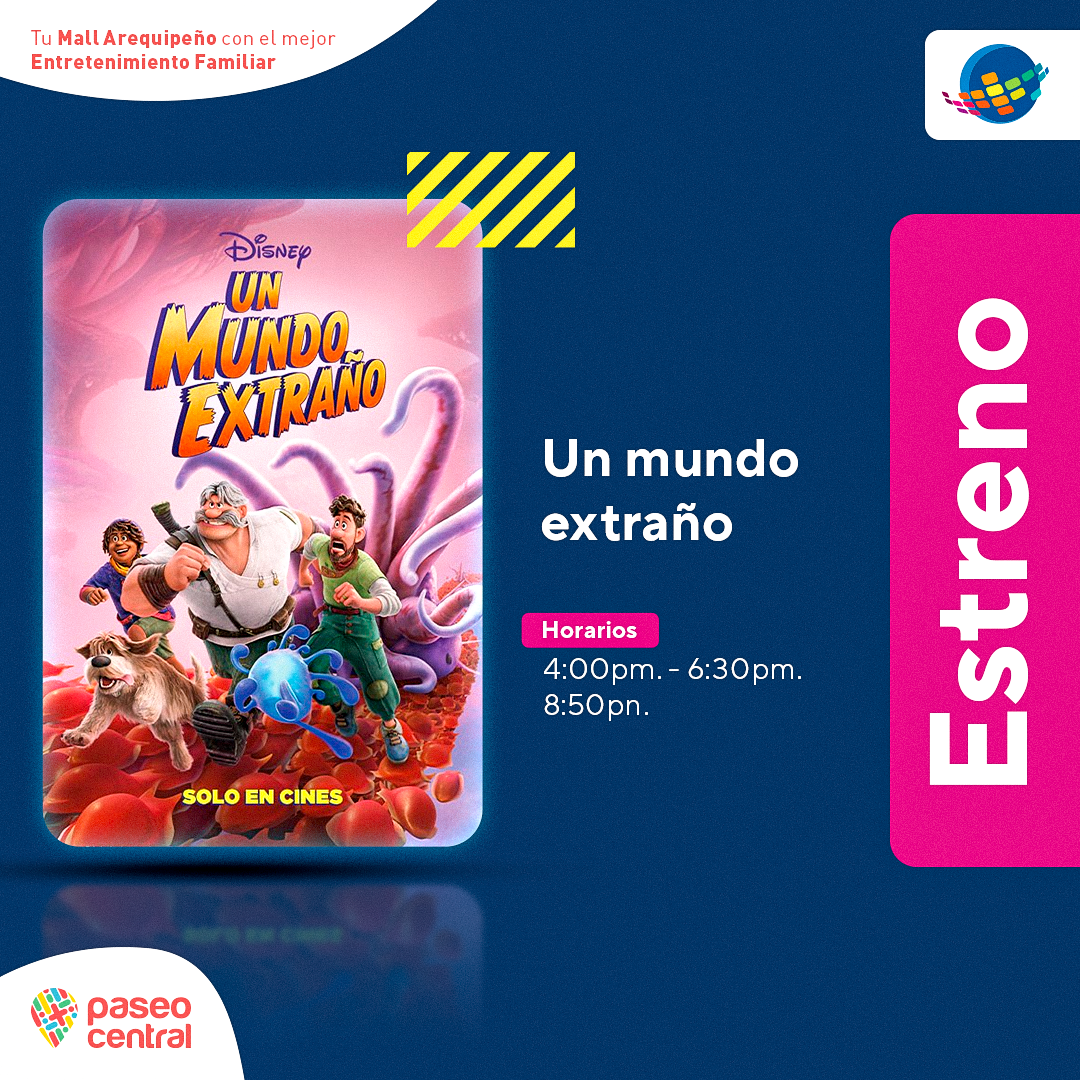 Tu Mall Arequipeño con el mejor
Entretenimiento Familiar
Disney
UN
MUNDO
EXTRAÑO
SOLO EN CINES
Un mundo
extraño
Horarios
4:00pm. - 6:30pm.
8:50pn.
Estreno
paseo
central